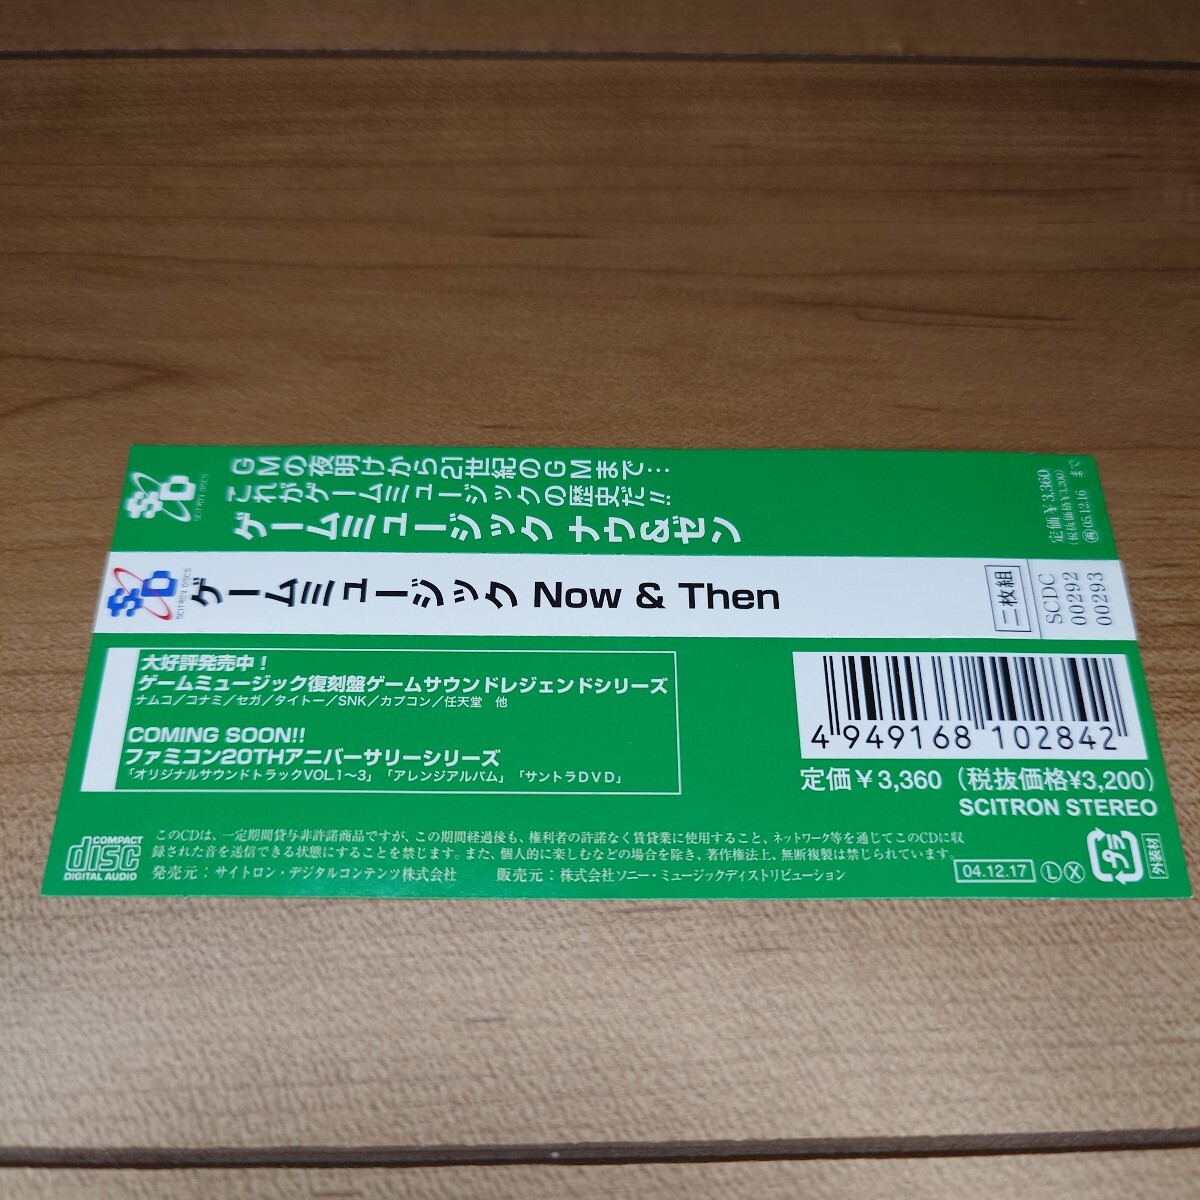 SCITRON DISCS
GMの夜明けから21世紀のGMまで…
これがゲームミュージックの歴史だ!!
ゲームミュージック ナウ&ゼン
定価¥3,360
(税抜価格¥3,200)
再 05.12.16 まで
SCITRON DISCS
ゲームミュージック Now & Then
二枚組
SCDC
00292
00293
大好評発売中!
ゲームミュージック復刻盤ゲームサウンドレジェンドシリーズ
ナムコ/コナミ/セガ/タイトー/SNK/カプコン/任天堂 他
COMING SOON!!
ファミコン20THアニバーサリーシリーズ
「オリジナルサウンドトラックVOL.1〜3」「アレンジアルバム」「サントラDVD」
4 949168 102842
定価¥3,360(税抜価格¥3,200)
SCITRON STEREO
COMPACT
disc
DIGITAL AUDIO
このCDは、一定期間貸与非許諾商品ですが、この期間経過後も、権利者の許諾なく賃貸業に使用すること、ネットワーク等を通じてこのCDに収
録された音を送信できる状態にすることを禁じます。また、個人的に楽しむなどの場合を除き、著作権法上、無断複製は禁じられています。
発売元:サイトロン・デジタルコンテンツ株式会社 販売元:株式会社ソニー・ミュージックディストリビューション
04.12.17
L X
プラ
外装材